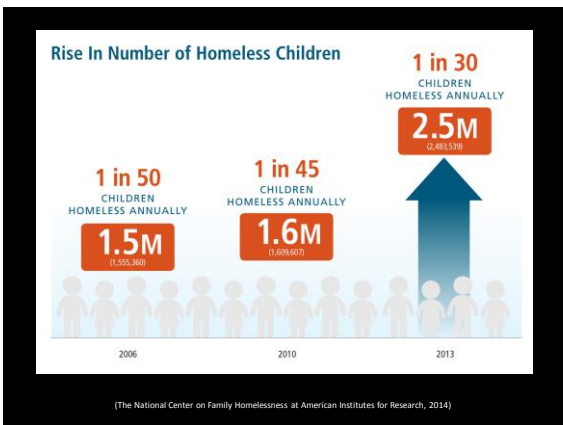 Rise In Number of Homeless Children
1 in 50
CHILDREN
HOMELESS ANNUALLY
1.5M
(1,555,360)
1 in 45
CHILDREN
HOMELESS ANNUALLY
1.6M
(1,609,607)
1 in 30
CHILDREN
HOMELESS ANNUALLY
2.5M
(2,483,539)
2006
2010
2013
(The National Center on Family Homelessness at American Institutes for Research, 2014)